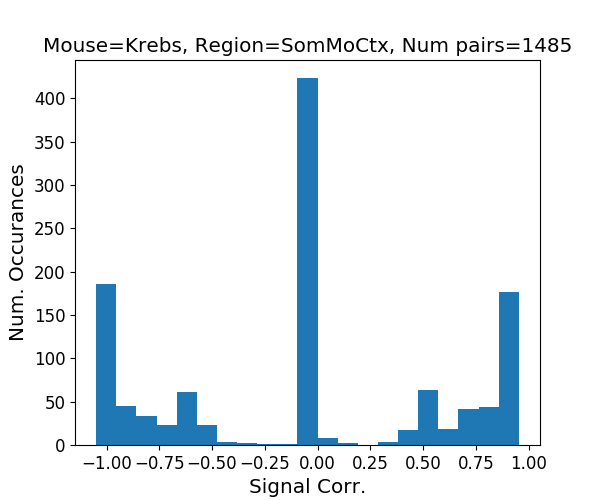 Mouse=Krebs, Region=SomMoCtx, Num pairs=1485
400
350
300
250
200
150
100
50
0
Num. Occurances
−1.00 −0.75 −0.50 −0.25 0.00 0.25 0.50 0.75 1.00
Signal Corr.